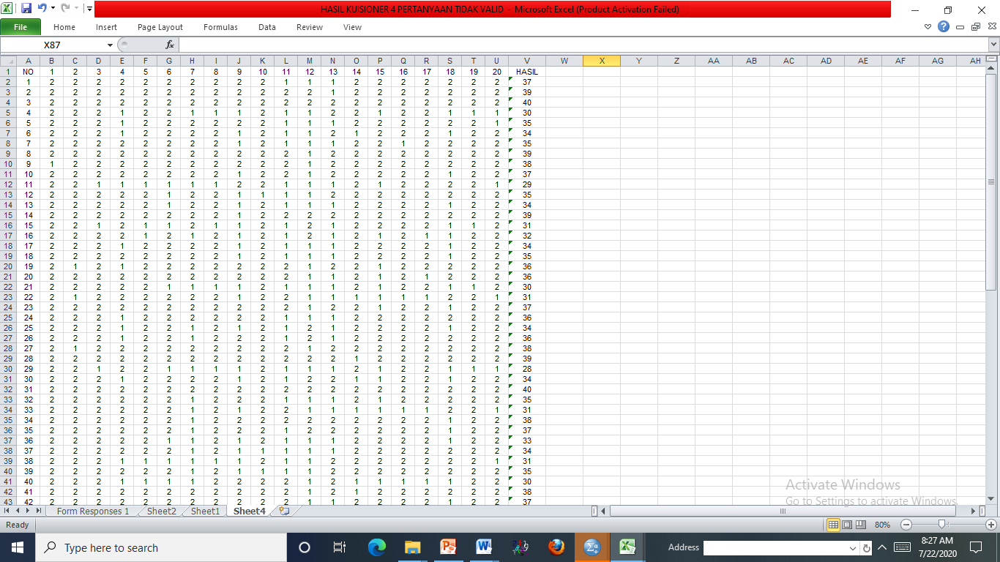 HASIL KUISIONER 4 PERTANYAAN TIDAK VALID - Microsoft Excel (Product Activation Failed)
File Home Insert Page Layout Formulas Data Review View
X87 fx
A B C D E F G H I J K L M N O P Q R S T U V W X Y Z AA AB AC AD AE AF AG AH
1 NO 1 2 3 4 5 6 7 8 9 10 11 12 13 14 15 16 17 18 19 20 HASIL
2 1 2 2 2 2 2 2 2 2 2 2 1 1 1 2 2 2 2 2 2 2 37
3 2 2 2 2 2 2 2 2 2 2 2 2 2 1 2 2 2 2 2 2 2 39
4 3 2 2 2 2 2 2 2 2 2 2 2 2 2 2 2 2 2 2 2 2 40
5 4 2 2 2 1 2 2 1 1 1 2 1 1 2 2 1 2 2 1 1 1 30
6 5 2 2 2 1 2 2 2 2 2 2 1 1 1 2 2 2 2 2 2 1 35
7 6 2 2 2 1 2 2 2 2 1 2 1 1 2 1 2 2 2 1 2 2 34
8 7 2 2 2 2 2 2 2 2 1 2 1 1 1 2 2 1 2 2 2 2 35
9 8 2 2 2 2 2 2 2 2 2 2 2 1 2 2 2 2 2 2 2 2 39
10 9 1 2 2 2 2 2 2 2 2 2 2 1 2 2 2 2 2 2 2 2 38
11 10 2 2 2 2 2 2 2 2 1 2 2 1 2 2 2 2 2 1 2 2 37
12 11 2 2 1 1 1 1 1 1 2 2 1 1 1 2 1 2 2 2 2 1 29
13 12 2 2 2 2 2 1 2 2 1 1 1 1 2 2 2 2 2 2 2 2 35
14 13 2 2 2 2 2 1 2 2 1 2 1 1 1 2 2 2 2 1 2 2 34
15 14 2 2 2 2 2 2 2 2 1 2 2 2 2 2 2 2 2 2 2 2 39
16 15 2 2 1 2 1 1 2 1 1 2 1 2 1 2 2 2 2 1 1 2 31
17 16 2 2 2 2 1 2 1 2 1 2 1 2 1 2 1 2 1 1 2 2 32
18 17 2 2 2 1 2 2 2 2 1 2 1 1 1 2 2 2 2 1 2 2 34
19 18 2 2 2 2 2 2 2 2 1 2 1 1 1 2 2 2 2 1 2 2 35
20 19 2 1 2 1 2 2 2 2 2 2 2 1 2 2 1 2 2 2 2 2 36
21 20 2 2 2 2 2 2 2 2 2 2 2 1 1 2 1 2 1 2 2 2 36
22 21 2 2 2 2 2 1 1 1 1 2 1 1 1 2 1 2 2 1 1 2 30
23 22 2 1 2 2 2 2 2 2 1 2 2 1 1 1 1 1 1 2 2 1 31
24 23 2 2 2 2 2 2 2 2 2 2 2 1 2 2 1 2 2 1 2 2 37
25 24 2 2 2 1 2 2 2 2 2 2 1 1 1 2 2 2 2 2 2 2 36
26 25 2 2 2 1 2 2 1 2 1 2 1 2 1 2 2 2 2 1 2 2 34
27 26 2 2 2 1 2 2 1 2 2 2 1 2 1 2 2 2 2 2 2 2 36
28 27 2 1 2 2 2 2 2 2 2 2 2 1 2 2 2 2 2 2 2 2 38
29 28 2 2 2 2 2 2 2 2 2 2 2 2 2 1 2 2 2 2 2 2 39
30 29 2 2 1 2 2 1 1 1 1 2 1 1 1 2 1 2 2 1 1 1 28
31 30 2 2 2 1 2 2 2 2 1 2 1 2 2 1 1 2 2 1 2 2 34
32 31 2 2 2 2 2 2 2 2 2 2 2 2 2 2 2 2 2 2 2 2 40
33 32 2 2 2 2 2 2 1 2 2 2 1 1 1 2 1 2 2 2 2 2 35
34 33 2 2 2 2 2 2 1 2 1 2 2 1 1 1 1 1 1 2 2 1 31
35 34 2 2 2 2 2 2 1 2 2 2 2 2 2 2 2 2 2 1 2 2 38
36 35 2 2 2 2 2 2 1 2 2 2 1 2 2 2 2 2 2 1 2 2 37
37 36 2 2 2 2 2 1 1 2 1 2 1 1 1 2 2 2 2 1 2 2 33
38 37 2 2 2 2 2 2 1 2 1 1 1 1 1 2 2 2 2 2 2 2 34
39 38 2 2 2 1 1 1 1 1 1 2 1 1 2 2 2 2 2 2 2 1 31
40 39 2 2 2 2 2 2 1 2 1 1 1 1 2 2 2 2 2 2 2 2 35
41 40 2 2 2 1 1 1 1 2 2 2 2 1 2 1 1 1 1 1 2 2 30
42 41 2 2 2 2 2 2 2 2 2 2 2 1 2 1 2 2 2 2 2 2 38
43 42 2 2 2 2 2 2 2 2 2 2 2 1 1 2 2 2 2 1 2 2 37
Activate Windows
Go to Settings to activate Windows.
Form Responses 1 Sheet2 Sheet1 Sheet4
Ready 80%
Type here to search Address 8:27 AM
7/22/2020